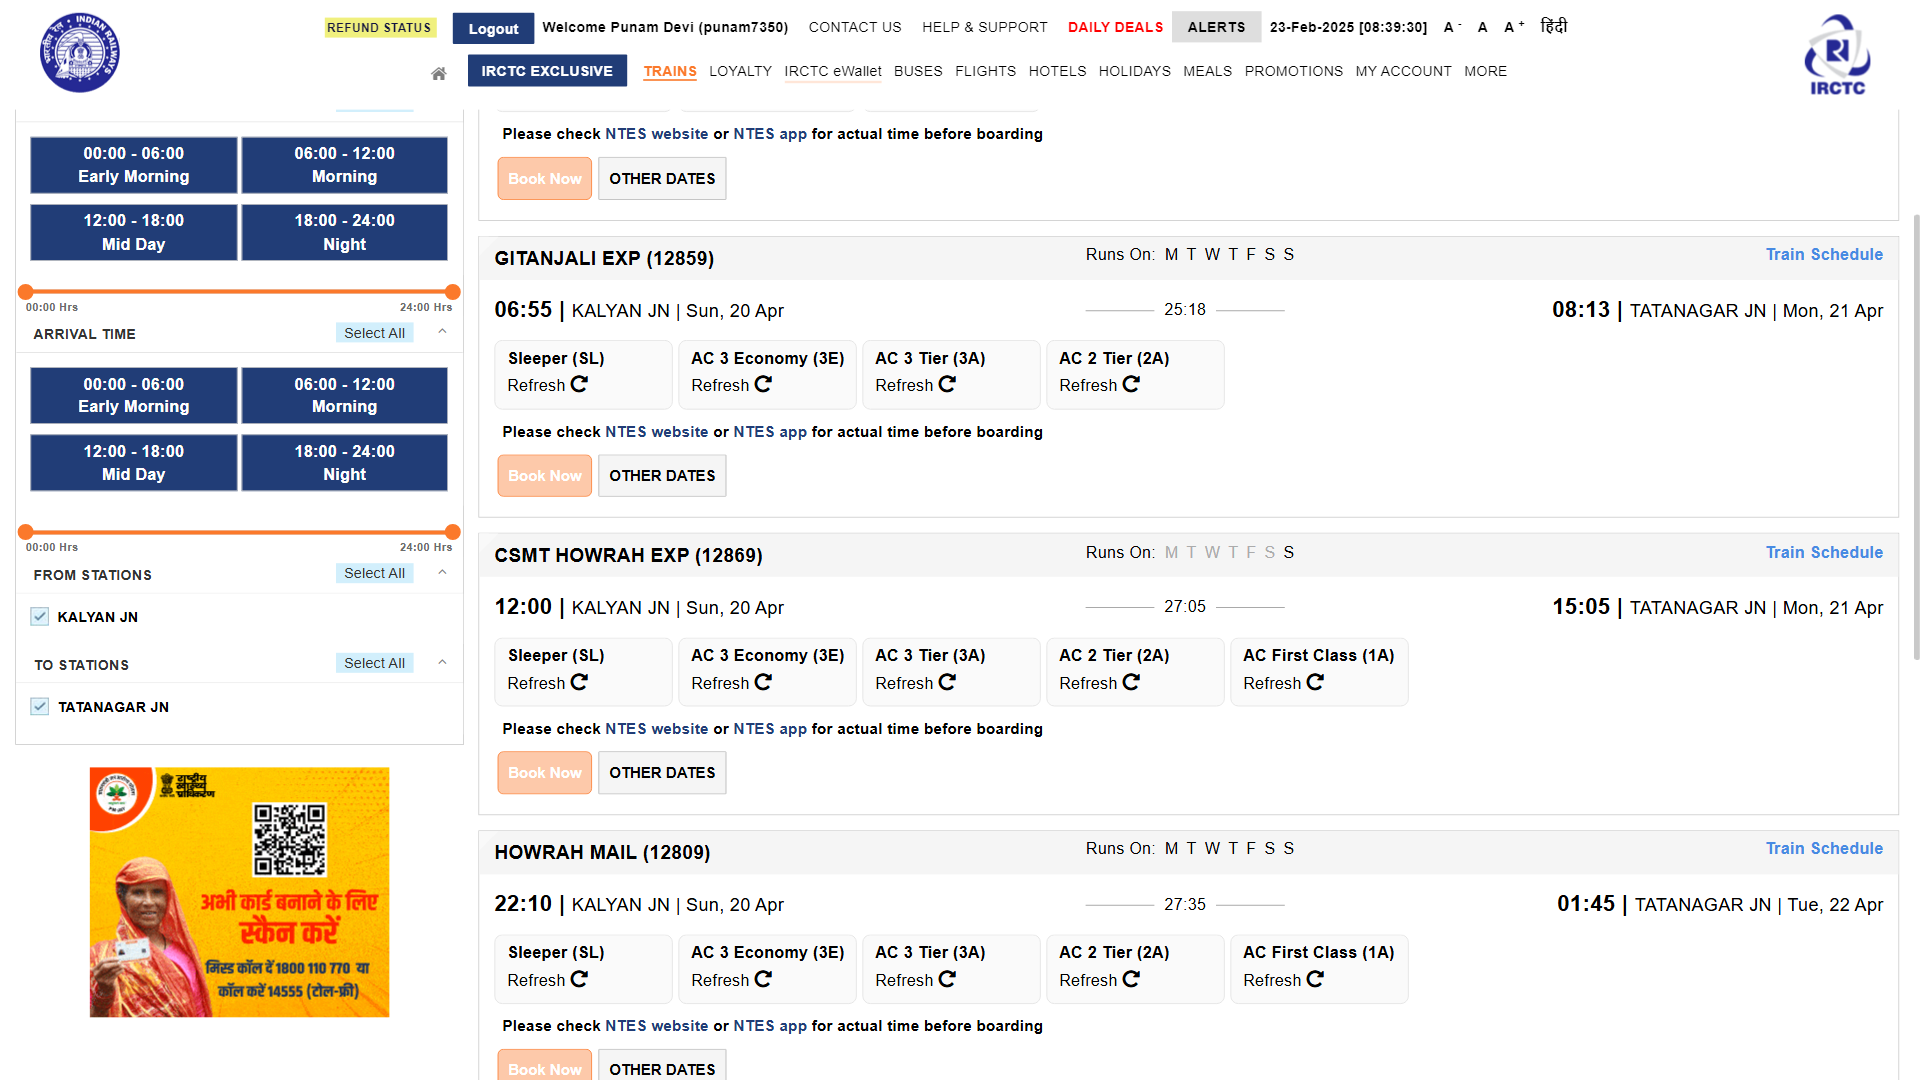 REFUND STATUS
Logout
Welcome Punam Devi (punam7350)
CONTACT US
HELP & SUPPORT
DAILY DEALS
ALERTS
23-Feb-2025 [08:39:30]
A-
A
A+
हिंदी
INDIAN RAILWAYS
भारतीय रेल
IRCTC
IRCTC EXCLUSIVE
TRAINS
LOYALTY
IRCTC eWallet
BUSES
FLIGHTS
HOTELS
HOLIDAYS
MEALS
PROMOTIONS
MY ACCOUNT
MORE
00:00 - 06:00
Early Morning
06:00 - 12:00
Morning
12:00 - 18:00
Mid Day
18:00 - 24:00
Night
00:00 Hrs
24:00 Hrs
ARRIVAL TIME
Select All
00:00 - 06:00
Early Morning
06:00 - 12:00
Morning
12:00 - 18:00
Mid Day
18:00 - 24:00
Night
00:00 Hrs
24:00 Hrs
FROM STATIONS
Select All
KALYAN JN
TO STATIONS
Select All
TATANAGAR JN
राष्ट्रीय
स्वास्थ्य
प्राधिकरण
अभी कार्ड बनाने के लिए
स्कैन करें
मिस्ड कॉल दें 1800 110 770 या
कॉल करें 14555 (टोल-फ्री)
Please check NTES website or NTES app for actual time before boarding
Book Now
OTHER DATES
GITANJALI EXP (12859)
Runs On: M T W T F S S
Train Schedule
06:55 | KALYAN JN | Sun, 20 Apr
25:18
08:13 | TATANAGAR JN | Mon, 21 Apr
Sleeper (SL)
Refresh
AC 3 Economy (3E)
Refresh
AC 3 Tier (3A)
Refresh
AC 2 Tier (2A)
Refresh
Please check NTES website or NTES app for actual time before boarding
Book Now
OTHER DATES
CSMT HOWRAH EXP (12869)
Runs On: M T W T F S S
Train Schedule
12:00 | KALYAN JN | Sun, 20 Apr
27:05
15:05 | TATANAGAR JN | Mon, 21 Apr
Sleeper (SL)
Refresh
AC 3 Economy (3E)
Refresh
AC 3 Tier (3A)
Refresh
AC 2 Tier (2A)
Refresh
AC First Class (1A)
Refresh
Please check NTES website or NTES app for actual time before boarding
Book Now
OTHER DATES
HOWRAH MAIL (12809)
Runs On: M T W T F S S
Train Schedule
22:10 | KALYAN JN | Sun, 20 Apr
27:35
01:45 | TATANAGAR JN | Tue, 22 Apr
Sleeper (SL)
Refresh
AC 3 Economy (3E)
Refresh
AC 3 Tier (3A)
Refresh
AC 2 Tier (2A)
Refresh
AC First Class (1A)
Refresh
Please check NTES website or NTES app for actual time before boarding
Book Now
OTHER DATES